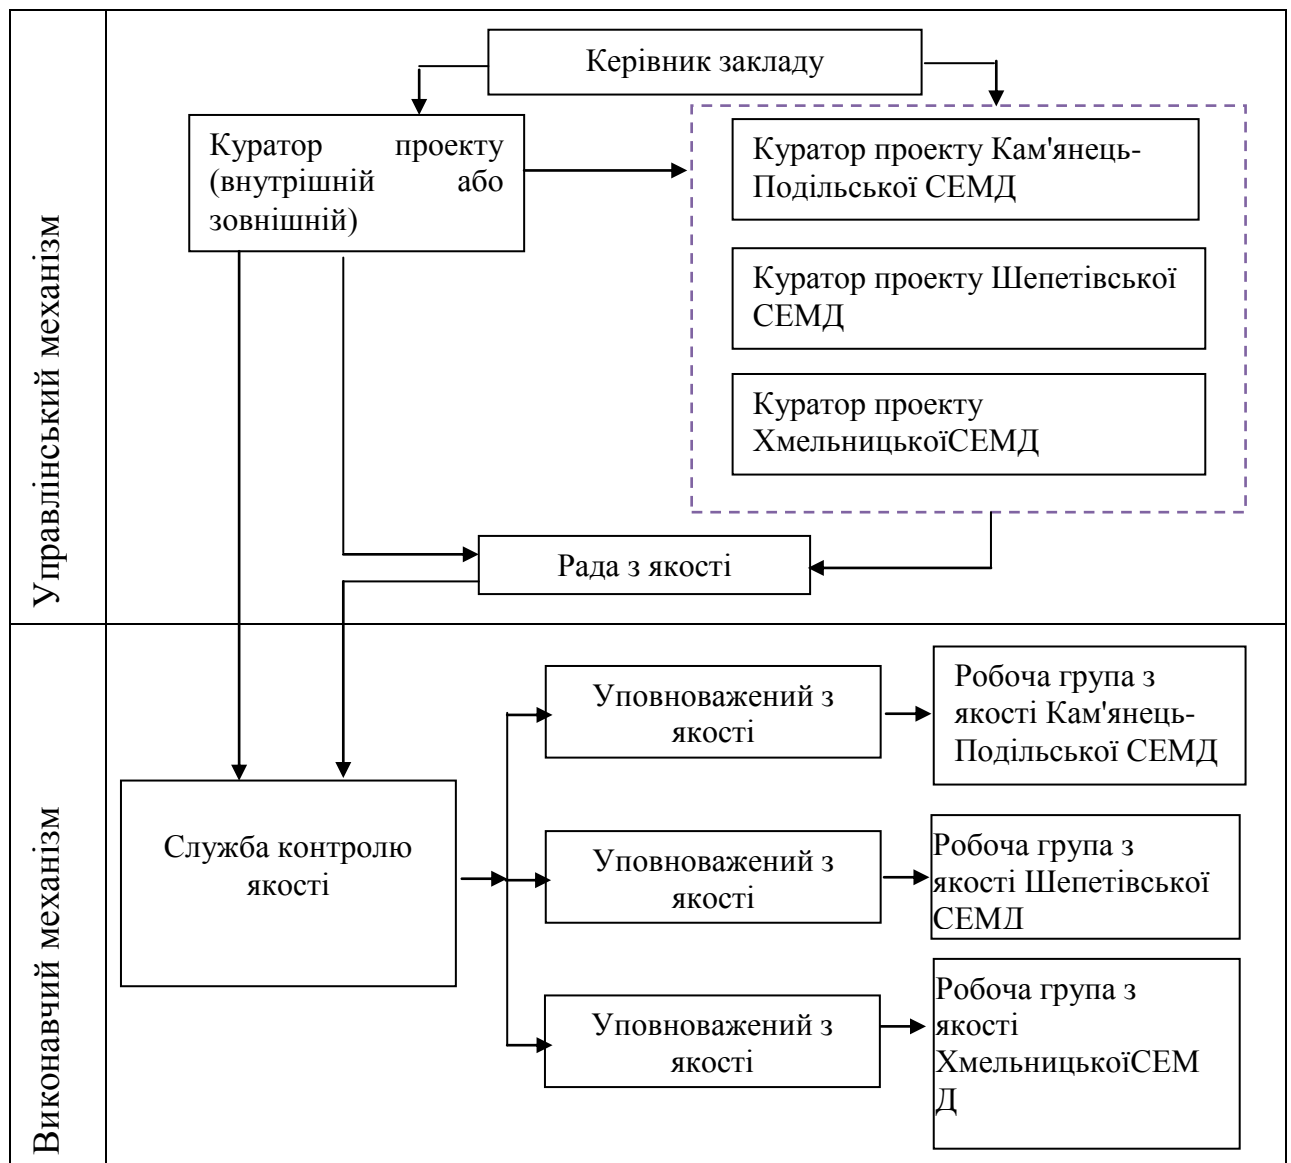 Управлінський механізм
Керівник закладу
Куратор проекту
(внутрішній або
зовнішній)
Куратор проекту Кам'янець-
Подільської СЕМД
Куратор проекту Шепетівської
СЕМД
Куратор проекту
ХмельницькоїСЕМД
Рада з якості
Виконавчий механізм
Служба контролю
якості
Уповноважений з
якості
Робоча група з
якості Кам'янець-
Подільської СЕМД
Уповноважений з
якості
Робоча група з
якості Шепетівської
СЕМД
Уповноважений з
якості
Робоча група з
якості
ХмельницькоїСЕМ
Д